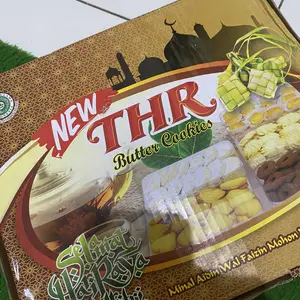 NEW
THR
Butter Cookies
Selamat
Hari Raya
Minal Aidin Wal Faizin Mohon